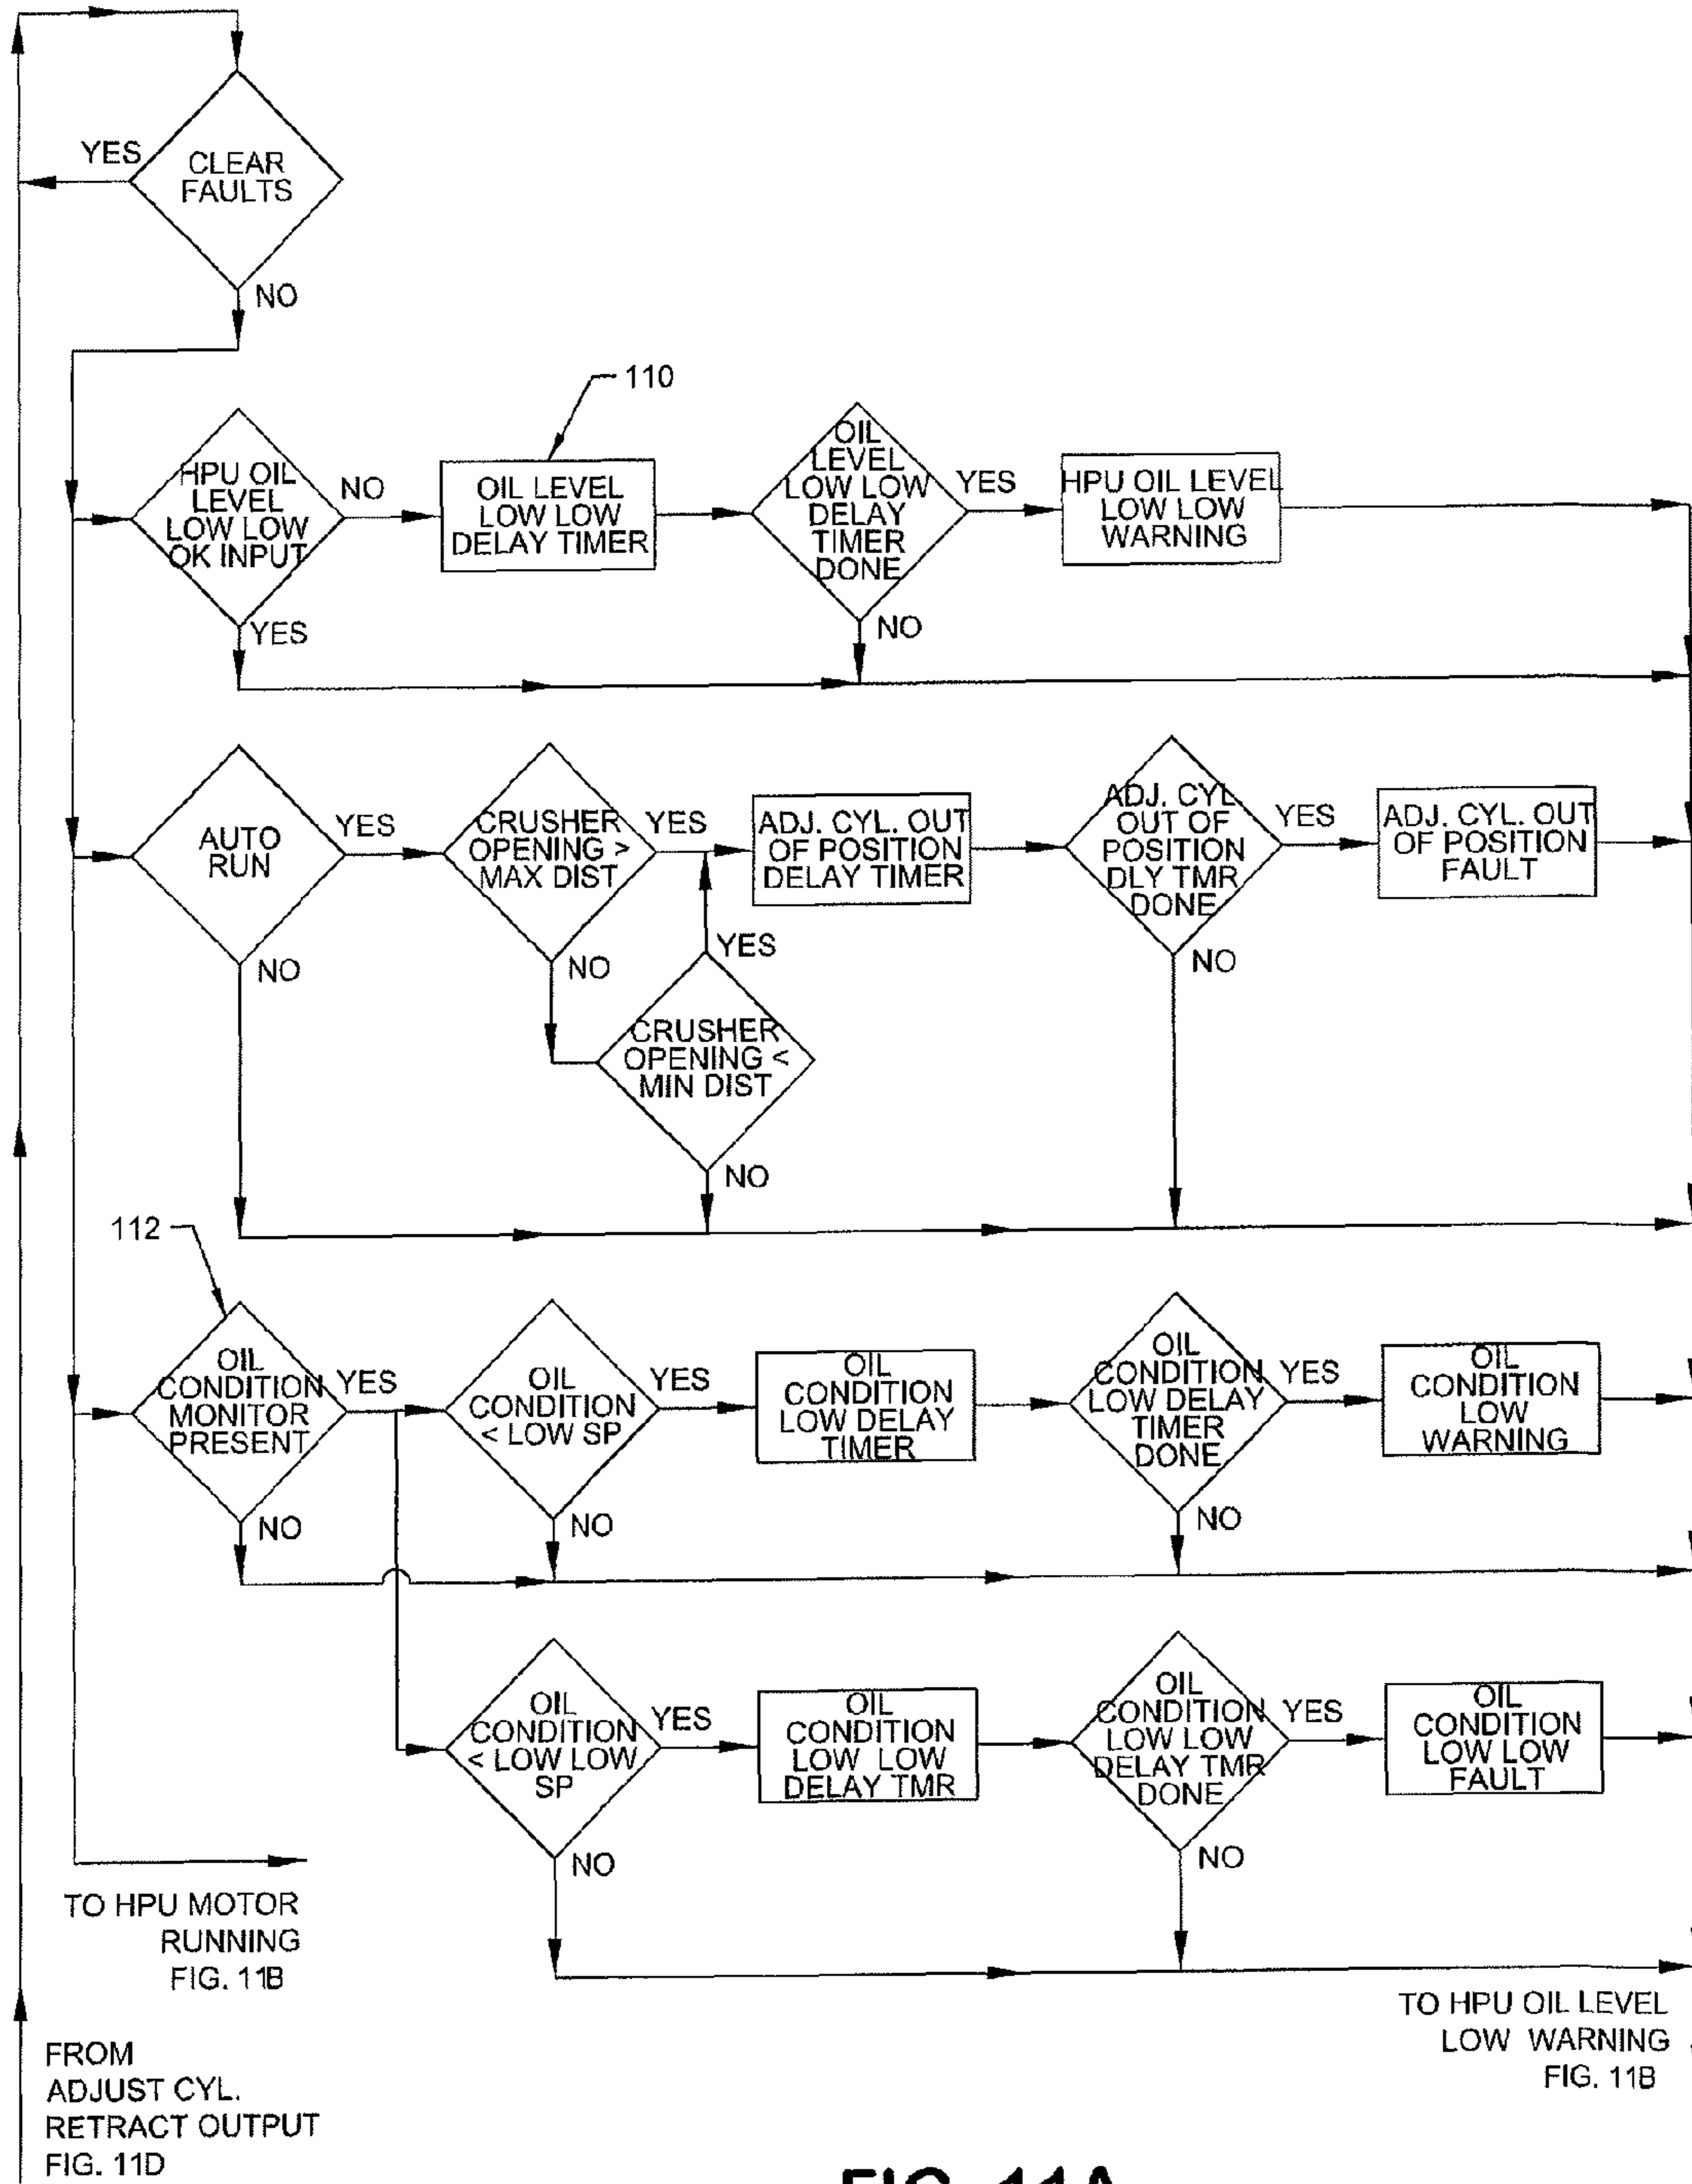 YES
CLEAR
FAULTS
NO
110
HPU OIL
LEVEL
LOW LOW
OK INPUT
NO
YES
OIL LEVEL
LOW LOW
DELAY TIMER
OIL
LEVEL
LOW LOW
DELAY
TIMER
DONE
YES
NO
HPU OIL LEVEL
LOW LOW
WARNING
AUTO
RUN
YES
NO
CRUSHER
OPENING >
MAX DIST
YES
NO
CRUSHER
OPENING <
MIN DIST
YES
NO
ADJ. CYL. OUT
OF POSITION
DELAY TIMER
ADJ. CYL
OUT OF
POSITION
DLY TMR
DONE
YES
NO
ADJ. CYL. OUT
OF POSITION
FAULT
112
OIL
CONDITION
MONITOR
PRESENT
YES
NO
OIL
CONDITION
< LOW SP
YES
NO
OIL
CONDITION
LOW DELAY
TIMER
OIL
CONDITION
LOW DELAY
TIMER
DONE
YES
NO
OIL
CONDITION
LOW
WARNING
OIL
CONDITION
< LOW LOW
SP
YES
NO
OIL
CONDITION
LOW LOW
DELAY TMR
OIL
CONDITION
LOW LOW
DELAY TMR
DONE
YES
NO
OIL
CONDITION
LOW LOW
FAULT
TO HPU MOTOR
RUNNING
FIG. 11B
TO HPU OIL LEVEL
LOW WARNING
FIG. 11B
FROM
ADJUST CYL.
RETRACT OUTPUT
FIG. 11D
FIG. 11A